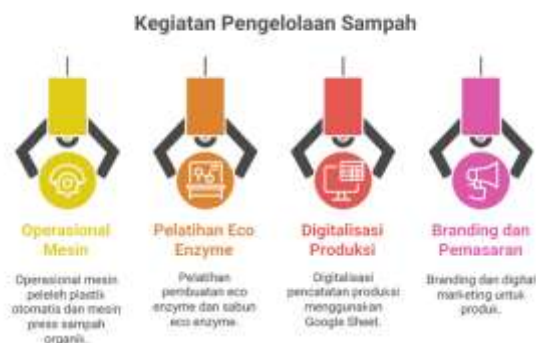 Kegiatan Pengelolaan Sampah
Operasional
Mesin
Operasional mesin
peleleh plastik
otomatis dan mesin
press sampah
organik.
Pelatihan Eco
Enzyme
Pelatihan
pembuatan eco
enzyme dan sabun
eco enzyme.
Digitalisasi
Produksi
Digitalisasi
pencatatan produksi
menggunakan
Google Sheet.
Branding dan
Pemasaran
Branding dan digital
marketing untuk
produk.